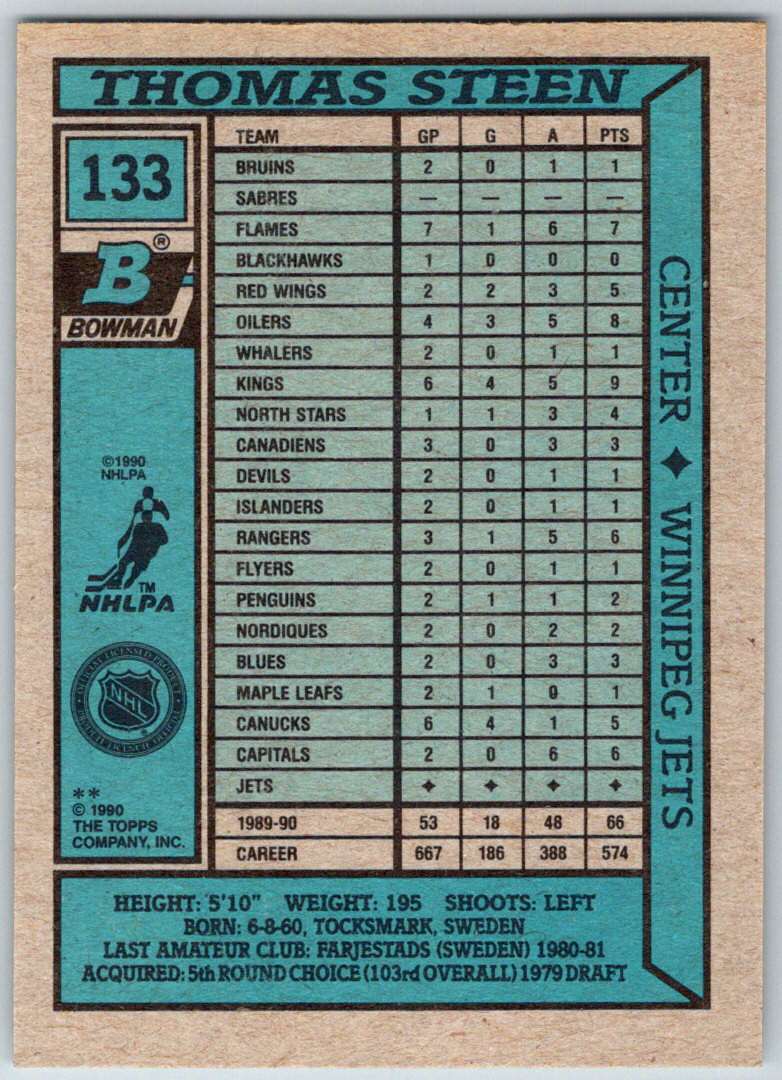 THOMAS STEEN
133
B®
BOWMAN
©1990
NHLPA
TM
NHLPA
NHL
**
© 1990
THE TOPPS
COMPANY, INC.
TEAM GP G A PTS
BRUINS 2 0 1 1
SABRES — — — —
FLAMES 7 1 6 7
BLACKHAWKS 1 0 0 0
RED WINGS 2 2 3 5
OILERS 4 3 5 8
WHALERS 2 0 1 1
KINGS 6 4 5 9
NORTH STARS 1 1 3 4
CANADIENS 3 0 3 3
DEVILS 2 0 1 1
ISLANDERS 2 0 1 1
RANGERS 3 1 5 6
FLYERS 2 0 1 1
PENGUINS 2 1 1 2
NORDIQUES 2 0 2 2
BLUES 2 0 3 3
MAPLE LEAFS 2 1 0 1
CANUCKS 6 4 1 5
CAPITALS 2 0 6 6
JETS ✦ ✦ ✦ ✦
1989-90 53 18 48 66
CAREER 667 186 388 574
CENTER ✦ WINNIPEG JETS
HEIGHT: 5'10" WEIGHT: 195 SHOOTS: LEFT
BORN: 6-8-60, TOCKSMARK, SWEDEN
LAST AMATEUR CLUB: FARJESTADS (SWEDEN) 1980-81
ACQUIRED: 5th ROUND CHOICE (103rd OVERALL) 1979 DRAFT